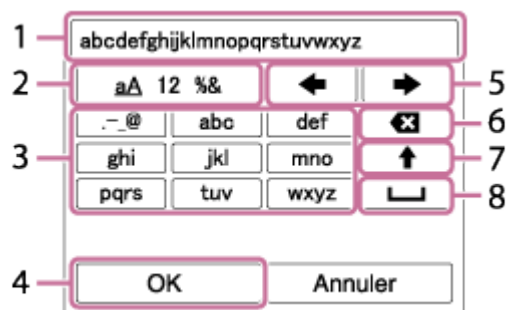 1 abcdefghijklmnopqrstuvwxyz
2 aA 12 %& 5
.-_@ abc def 6
3 ghi jkl mno 7
pqrs tuv wxyz 8
4 OK Annuler